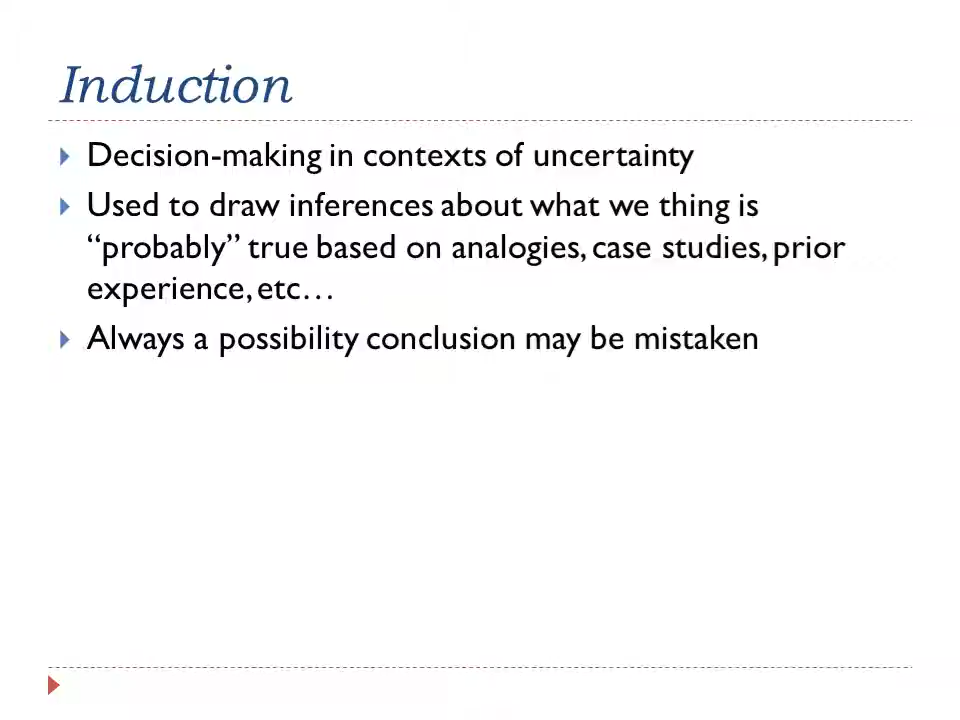 Induction
Decision-making in contexts of uncertainty
Used to draw inferences about what we thing is
“probably” true based on analogies, case studies, prior
experience, etc…
Always a possibility conclusion may be mistaken